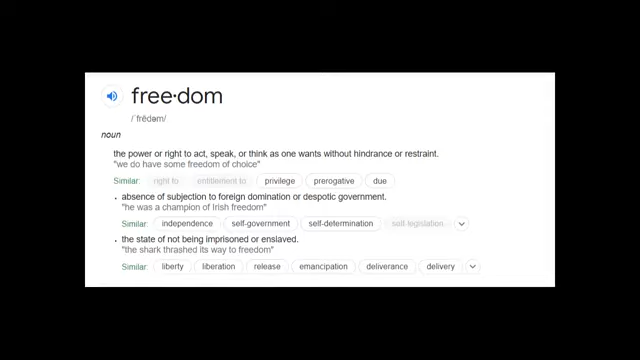 free·dom
/ˈfrēdəm/
noun
the power or right to act, speak, or think as one wants without hindrance or restraint.
"we do have some freedom of choice"
Similar: right to entitlement to privilege prerogative due
absence of subjection to foreign domination or despotic government.
"he was a champion of Irish freedom"
Similar: independence self-government self-determination self-legislation
the state of not being imprisoned or enslaved.
"the shark thrashed its way to freedom"
Similar: liberty liberation release emancipation deliverance delivery